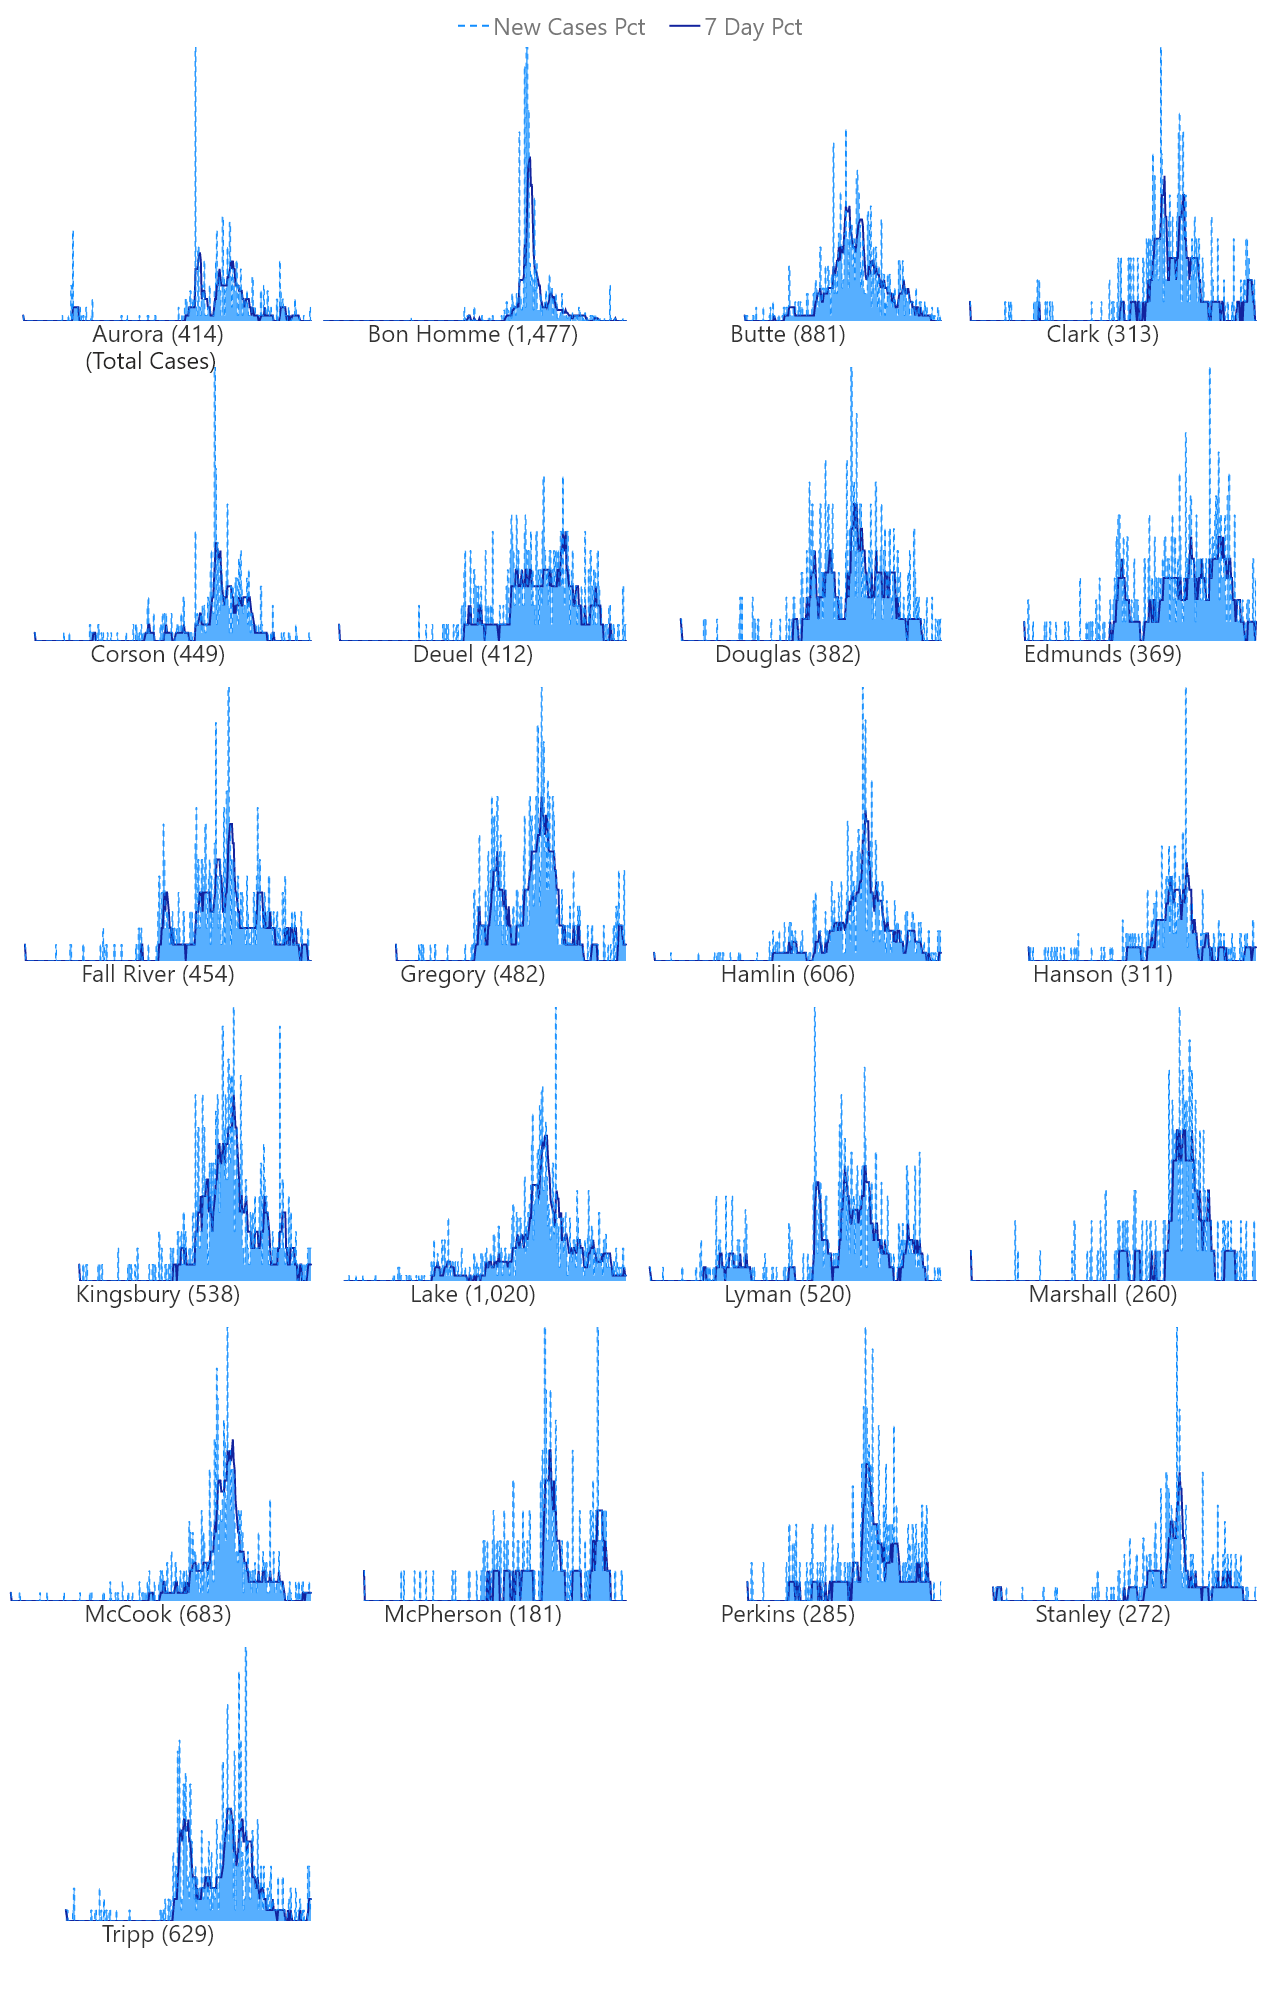 New Cases Pct 7 Day Pct
Aurora (414) Bon Homme (1,477) Butte (881) Clark (313)
(Total Cases)
Corson (449) Deuel (412) Douglas (382) Edmunds (369)
Fall River (454) Gregory (482) Hamlin (606) Hanson (311)
Kingsbury (538) Lake (1,020) Lyman (520) Marshall (260)
McCook (683) McPherson (181) Perkins (285) Stanley (272)
Tripp (629)